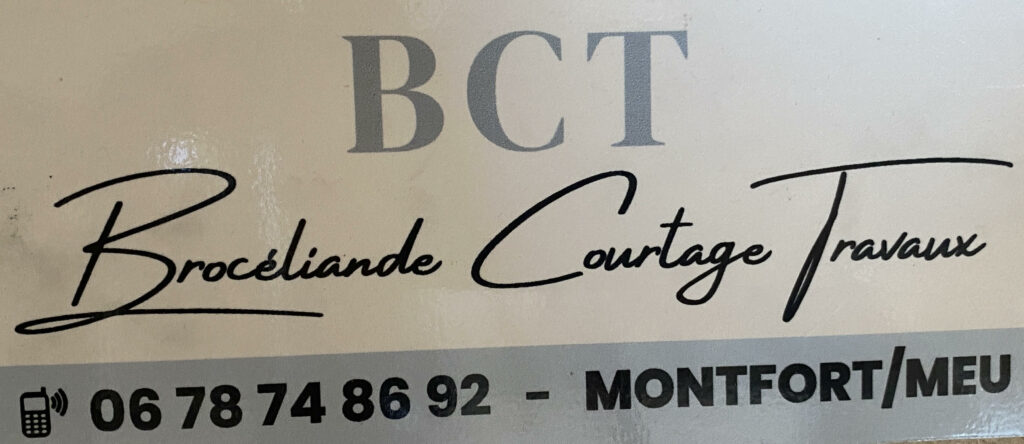 BCT
Brocéliande Courtage Travaux
06 78 74 86 92 - MONTFORT/MEU